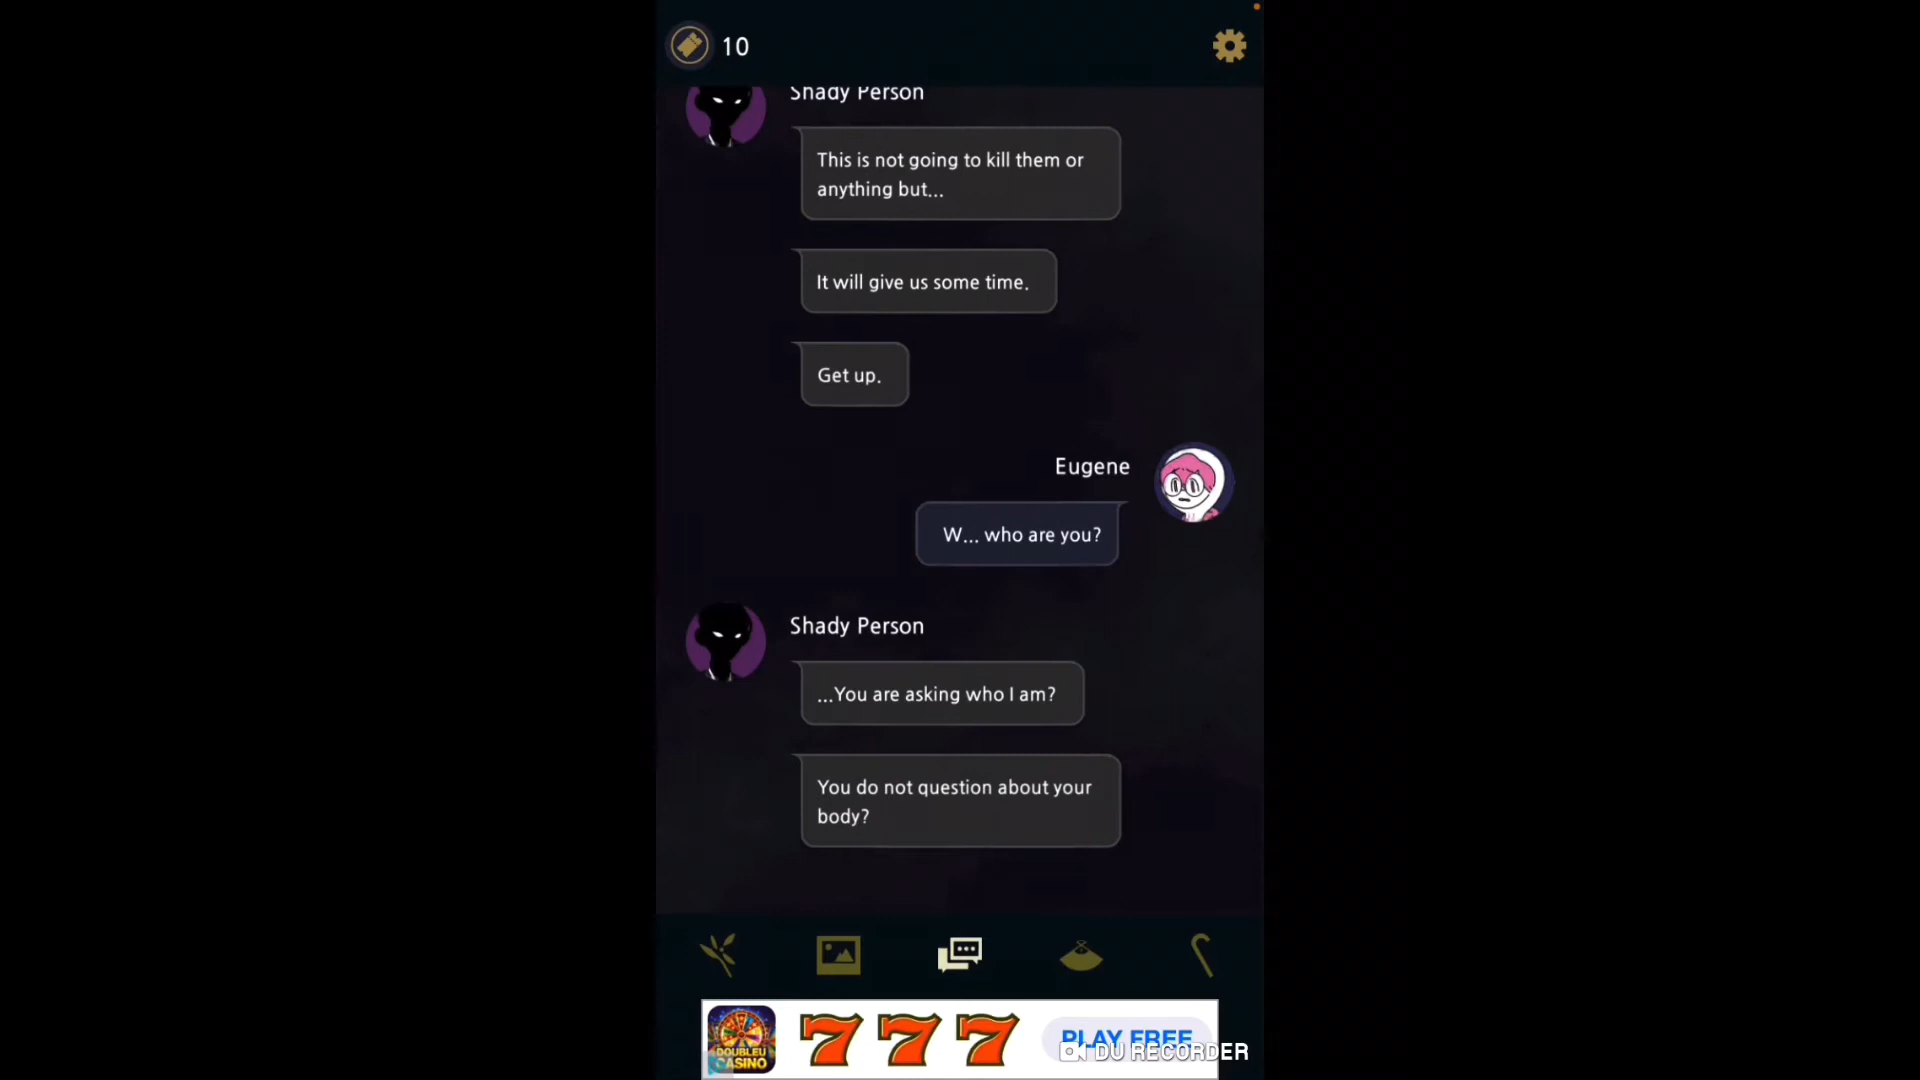 10
Shady Person
This is not going to kill them or
anything but...
It will give us some time.
Get up.
Eugene
W... who are you?
Shady Person
...You are asking who I am?
You do not question about your
body?
DOUBLEU
CASINO
777
PLAY FREE
DU RECORDER